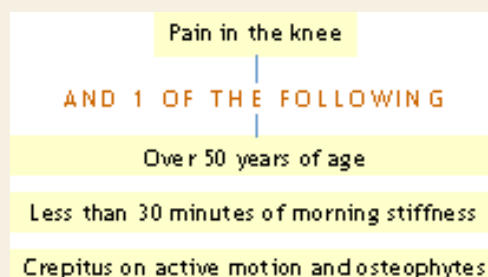 Pain in the knee
AND 1 OF THE FOLLOWING
Over 50 years of age
Less than 30 minutes of morning stiffness
Crepitus on active motion and osteophytes